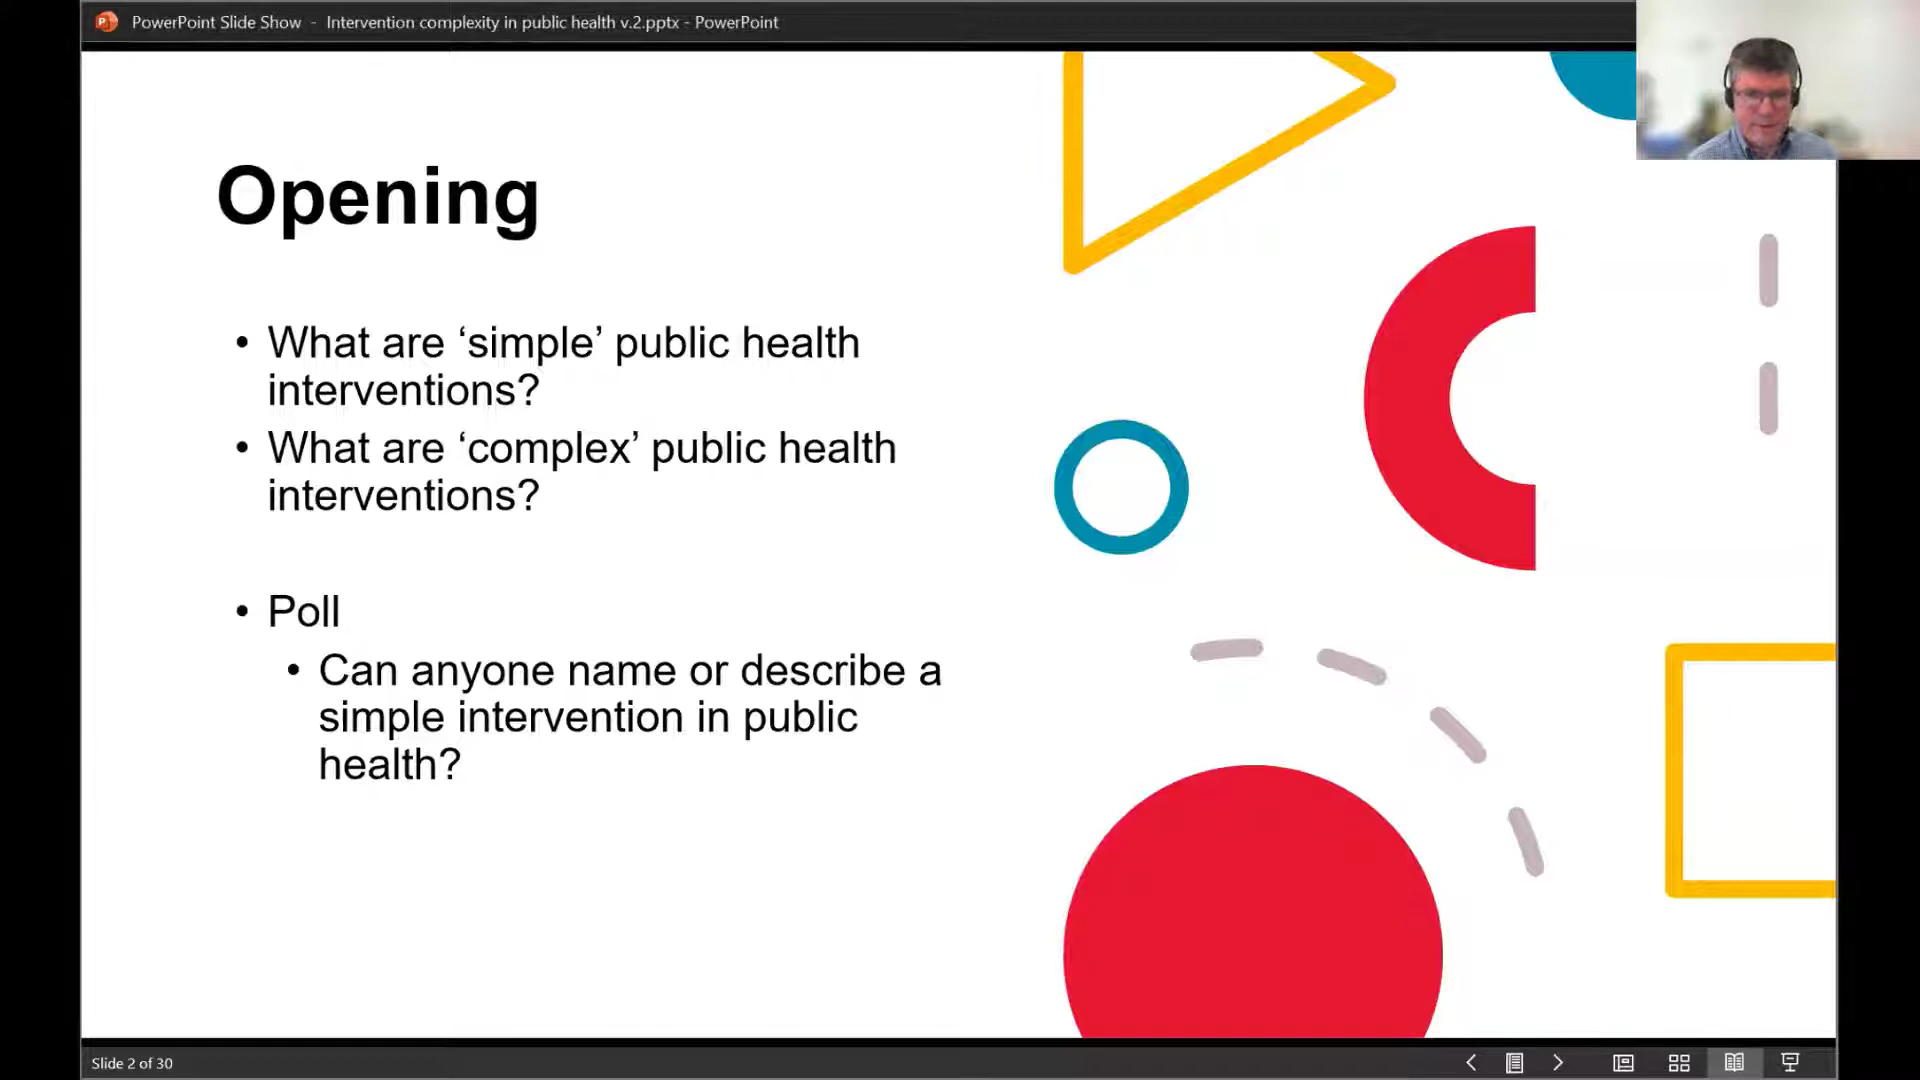 PowerPoint Slide Show - Intervention complexity in public health v.2.pptx - PowerPoint
Opening
• What are ‘simple’ public health
interventions?
• What are ‘complex’ public health
interventions?
• Poll
• Can anyone name or describe a
simple intervention in public
health?
Slide 2 of 30